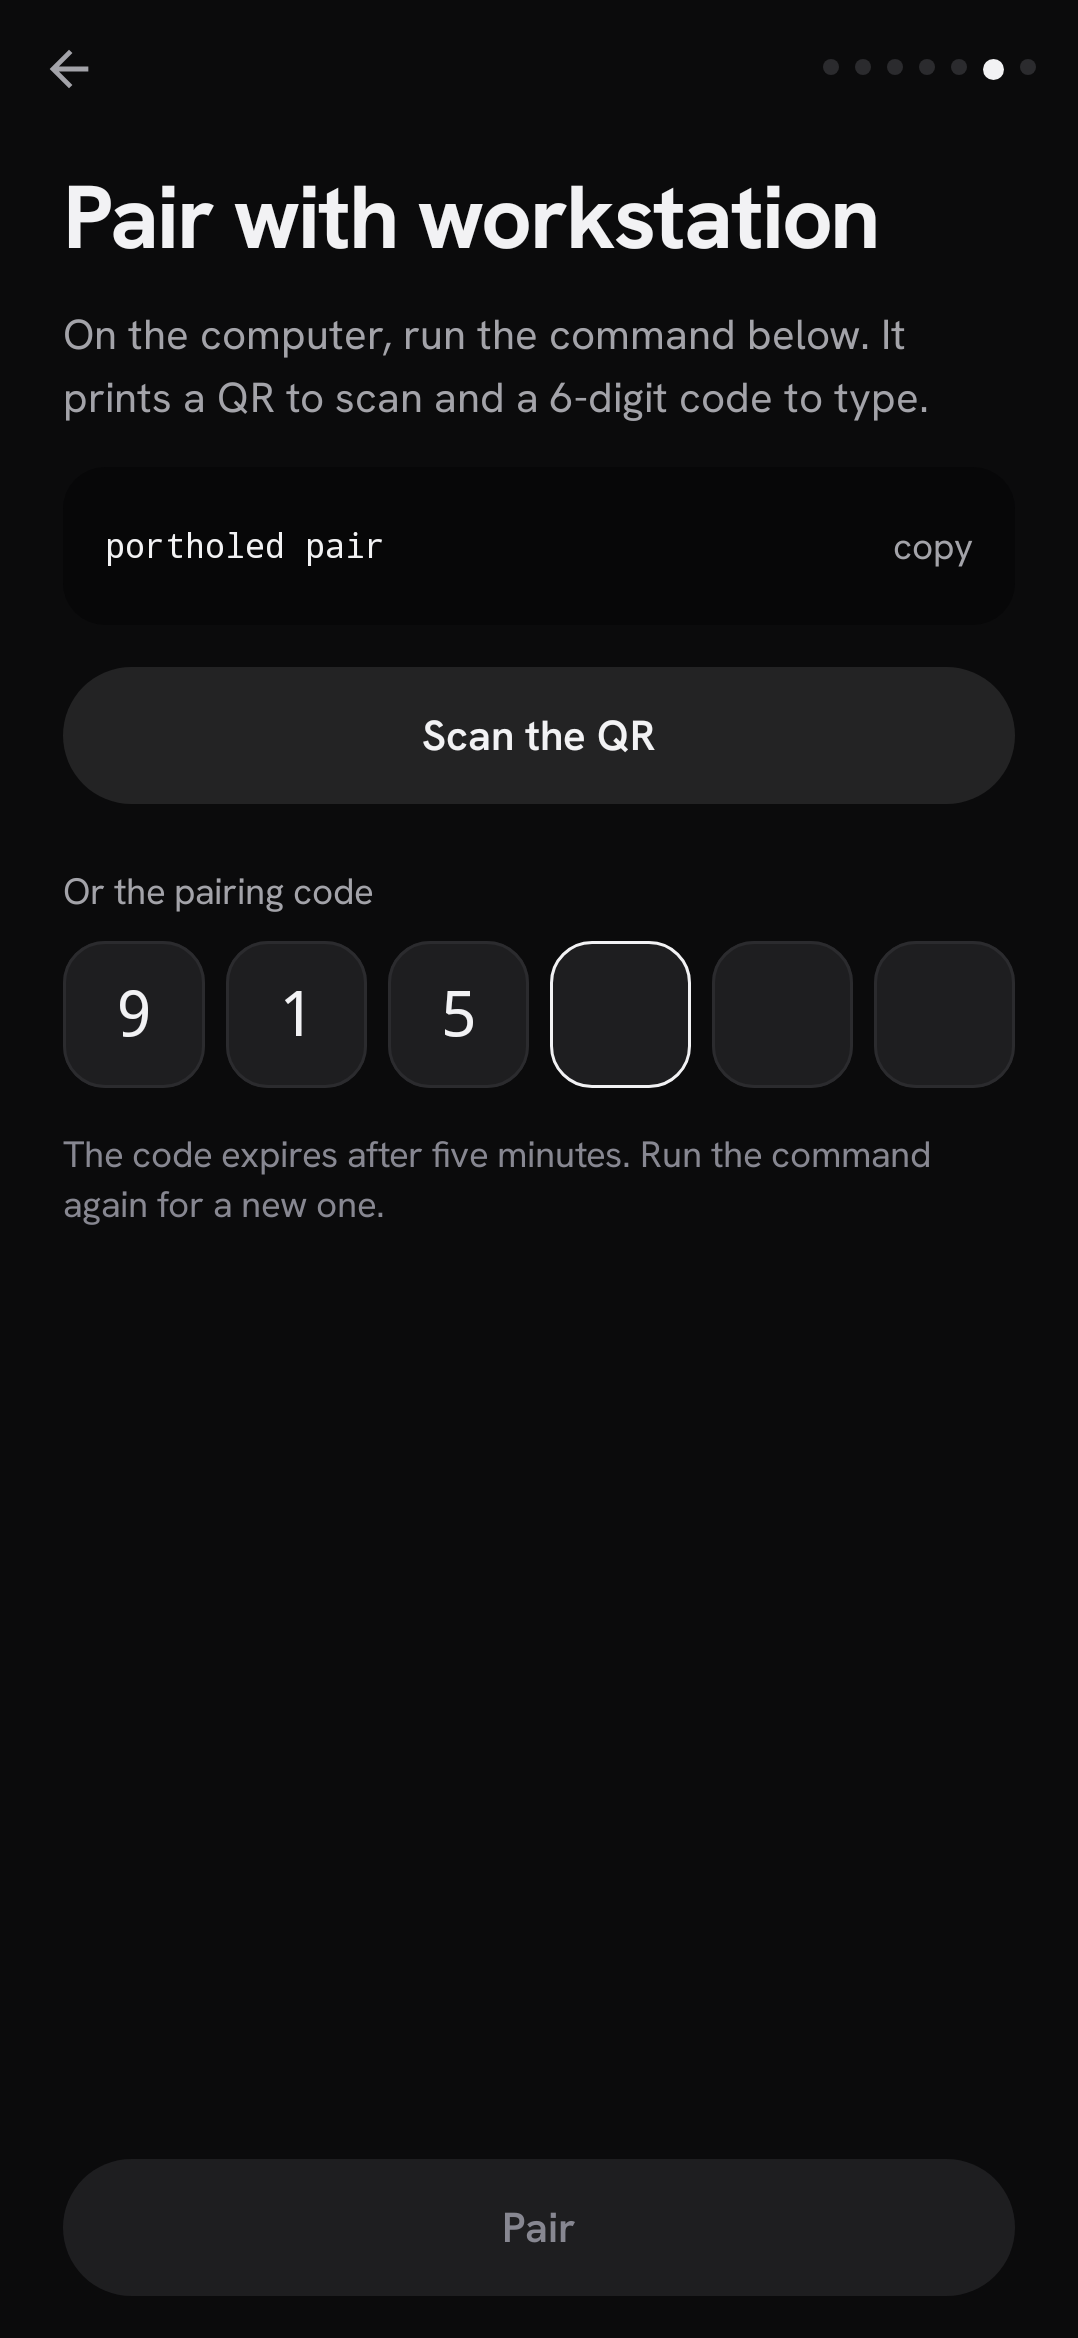 Pair with workstation
On the computer, run the command below. It
prints a QR to scan and a 6-digit code to type.
portholed pair copy
Scan the QR
Or the pairing code
9 1 5
The code expires after five minutes. Run the command
again for a new one.
Pair